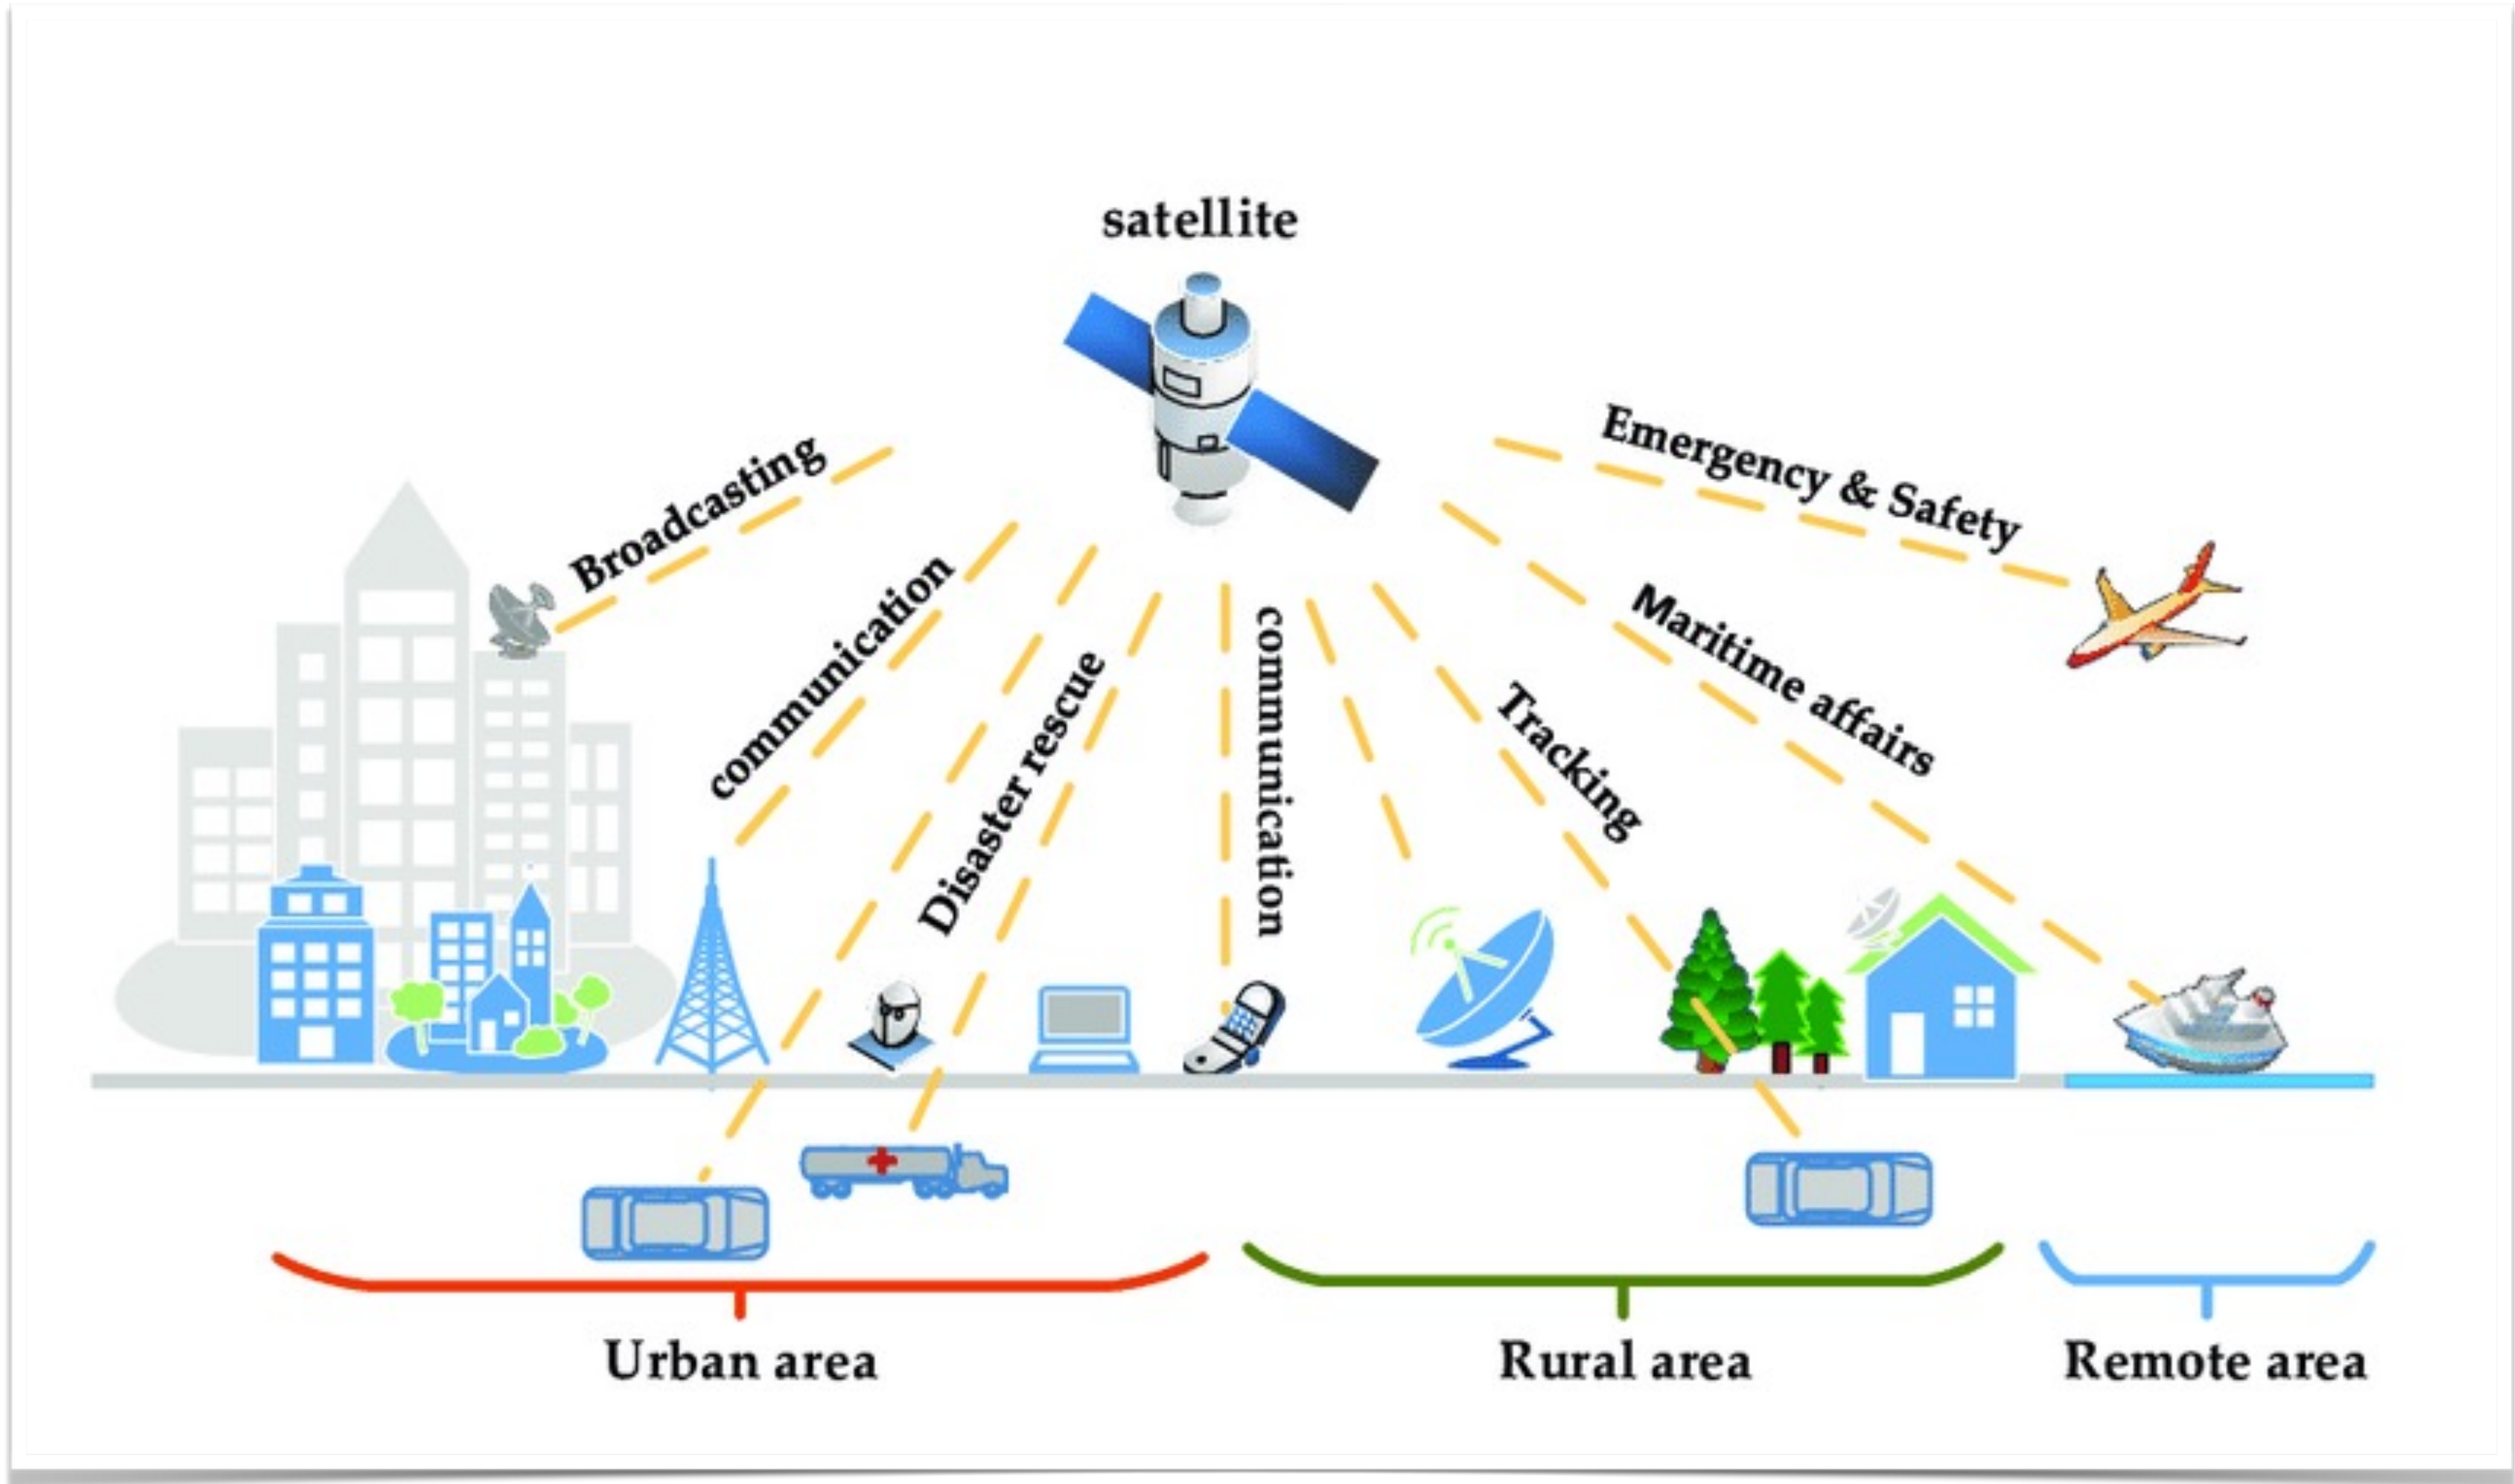 satellite
Broadcasting
communication
Disaster rescue
communication
Tracking
Maritime affairs
Emergency & Safety
Urban area
Rural area
Remote area